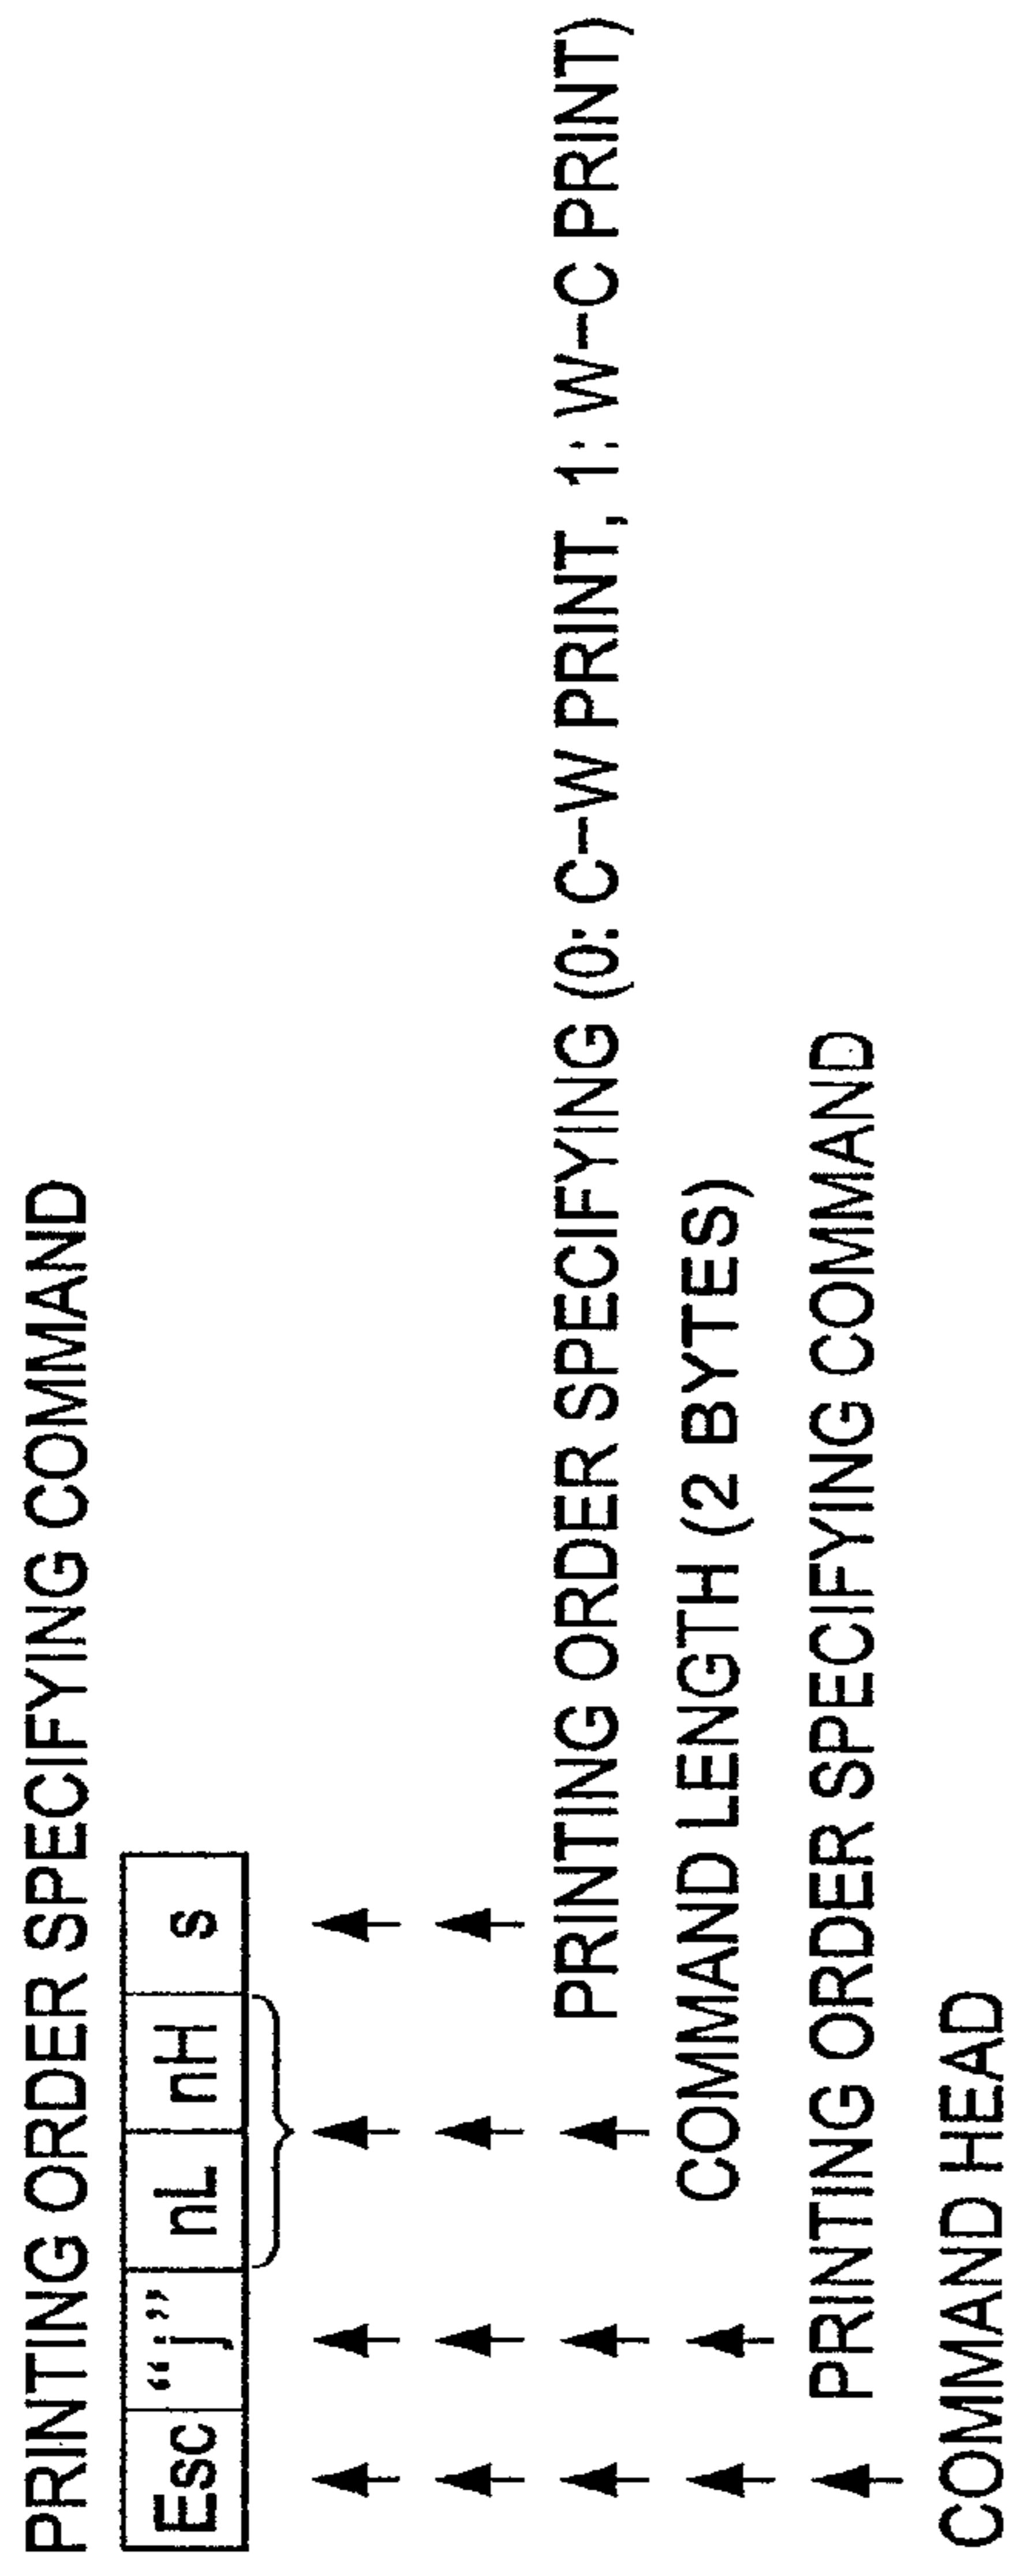 PRINTING ORDER SPECIFYING COMMAND
Esc “j” nL nH s
PRINTING ORDER SPECIFYING (0: C-W PRINT, 1: W-C PRINT)
COMMAND LENGTH (2 BYTES)
PRINTING ORDER SPECIFYING COMMAND
COMMAND HEAD